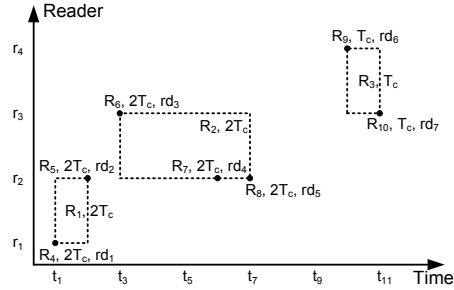 Reader
R9, Tc, rd6
r4
R3, Tc
R6, 2Tc, rd3
r3
R2, 2Tc
R10, Tc, rd7
R5, 2Tc, rd2
R7, 2Tc, rd4
r2
R8, 2Tc, rd5
R1, 2Tc
r1
R4, 2Tc, rd1
t1 t3 t5 t7 t9 t11 Time